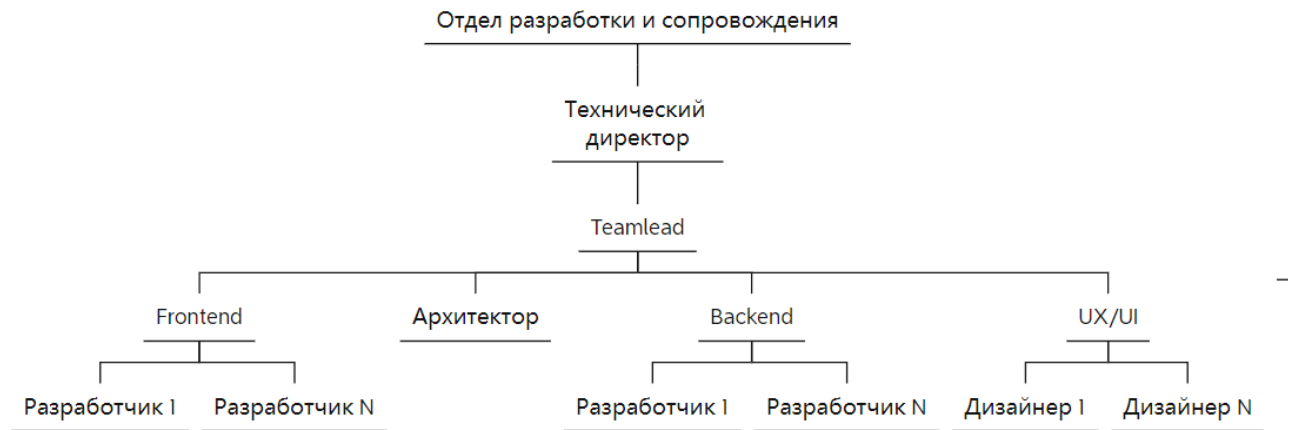 Отдел разработки и сопровождения
Технический
директор
Teamlead
Frontend
Архитектор
Backend
UX/UI
Разработчик 1
Разработчик N
Разработчик 1
Разработчик N
Дизайнер 1
Дизайнер N